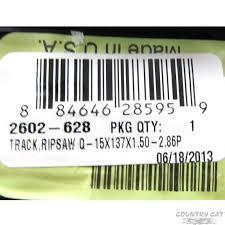 Made in U.S.A.
8 84646 28595 9
2602-628 PKG QTY: 1
TRACK,RIPSAW Q-15X137X1.50-2.86P
06/18/2013
COUNTRY CAT